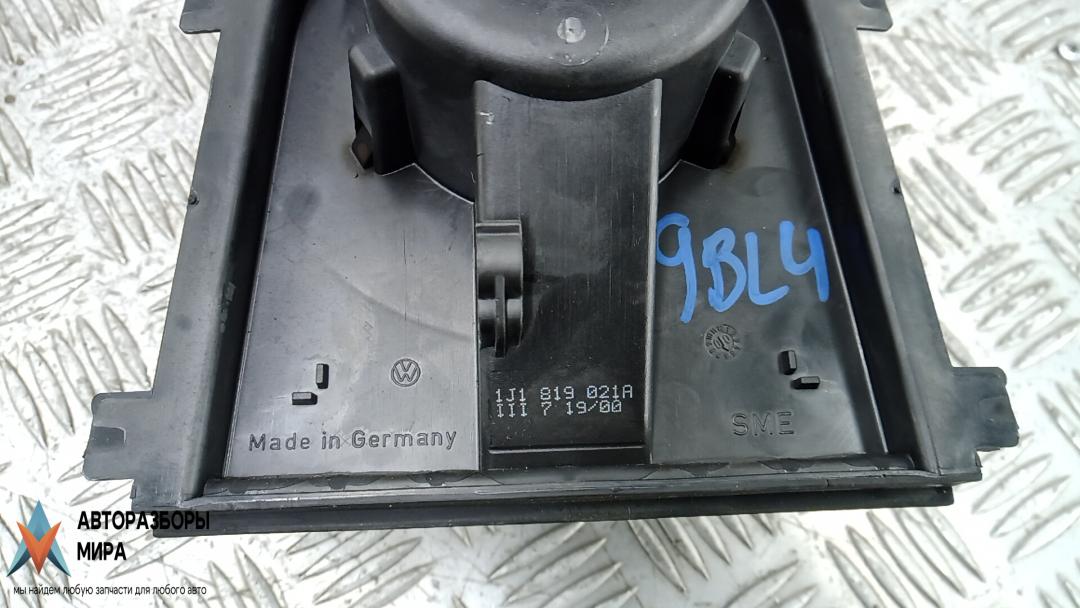 9BL4
1J1 819 021A
III 7 19/00
Made in Germany
SME
АВТОРАЗБОРЫ
МИРА
мы найдем любую запчасти для любого авто